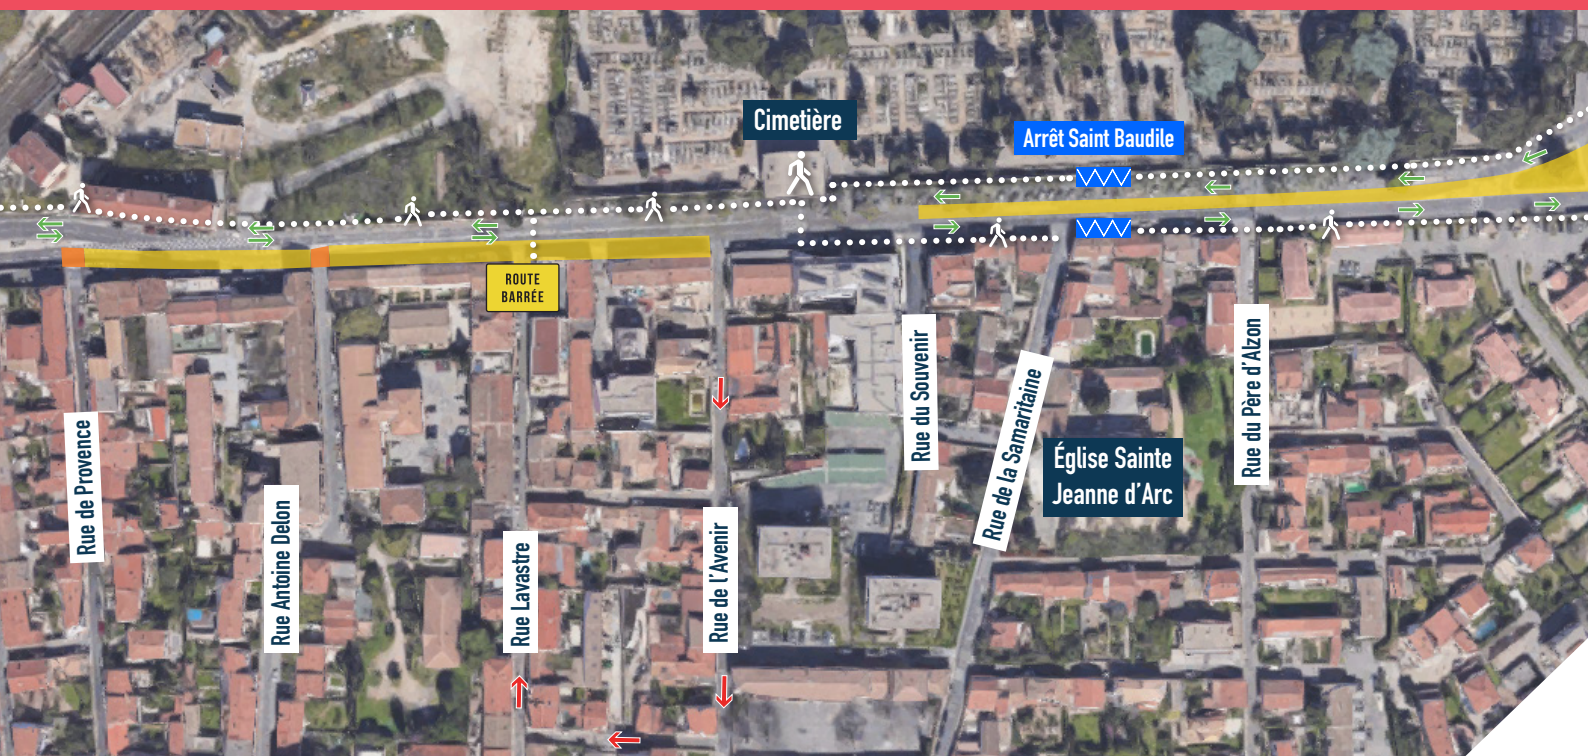 Cimetière
Arrêt Saint Baudile
ROUTE
BARRÉE
Rue de Provence
Rue Antoine Delon
Rue Lavastre
Rue de l'Avenir
Rue du Souvenir
Rue de la Samaritaine
Église Sainte
Jeanne d'Arc
Rue du Père d'Alzon